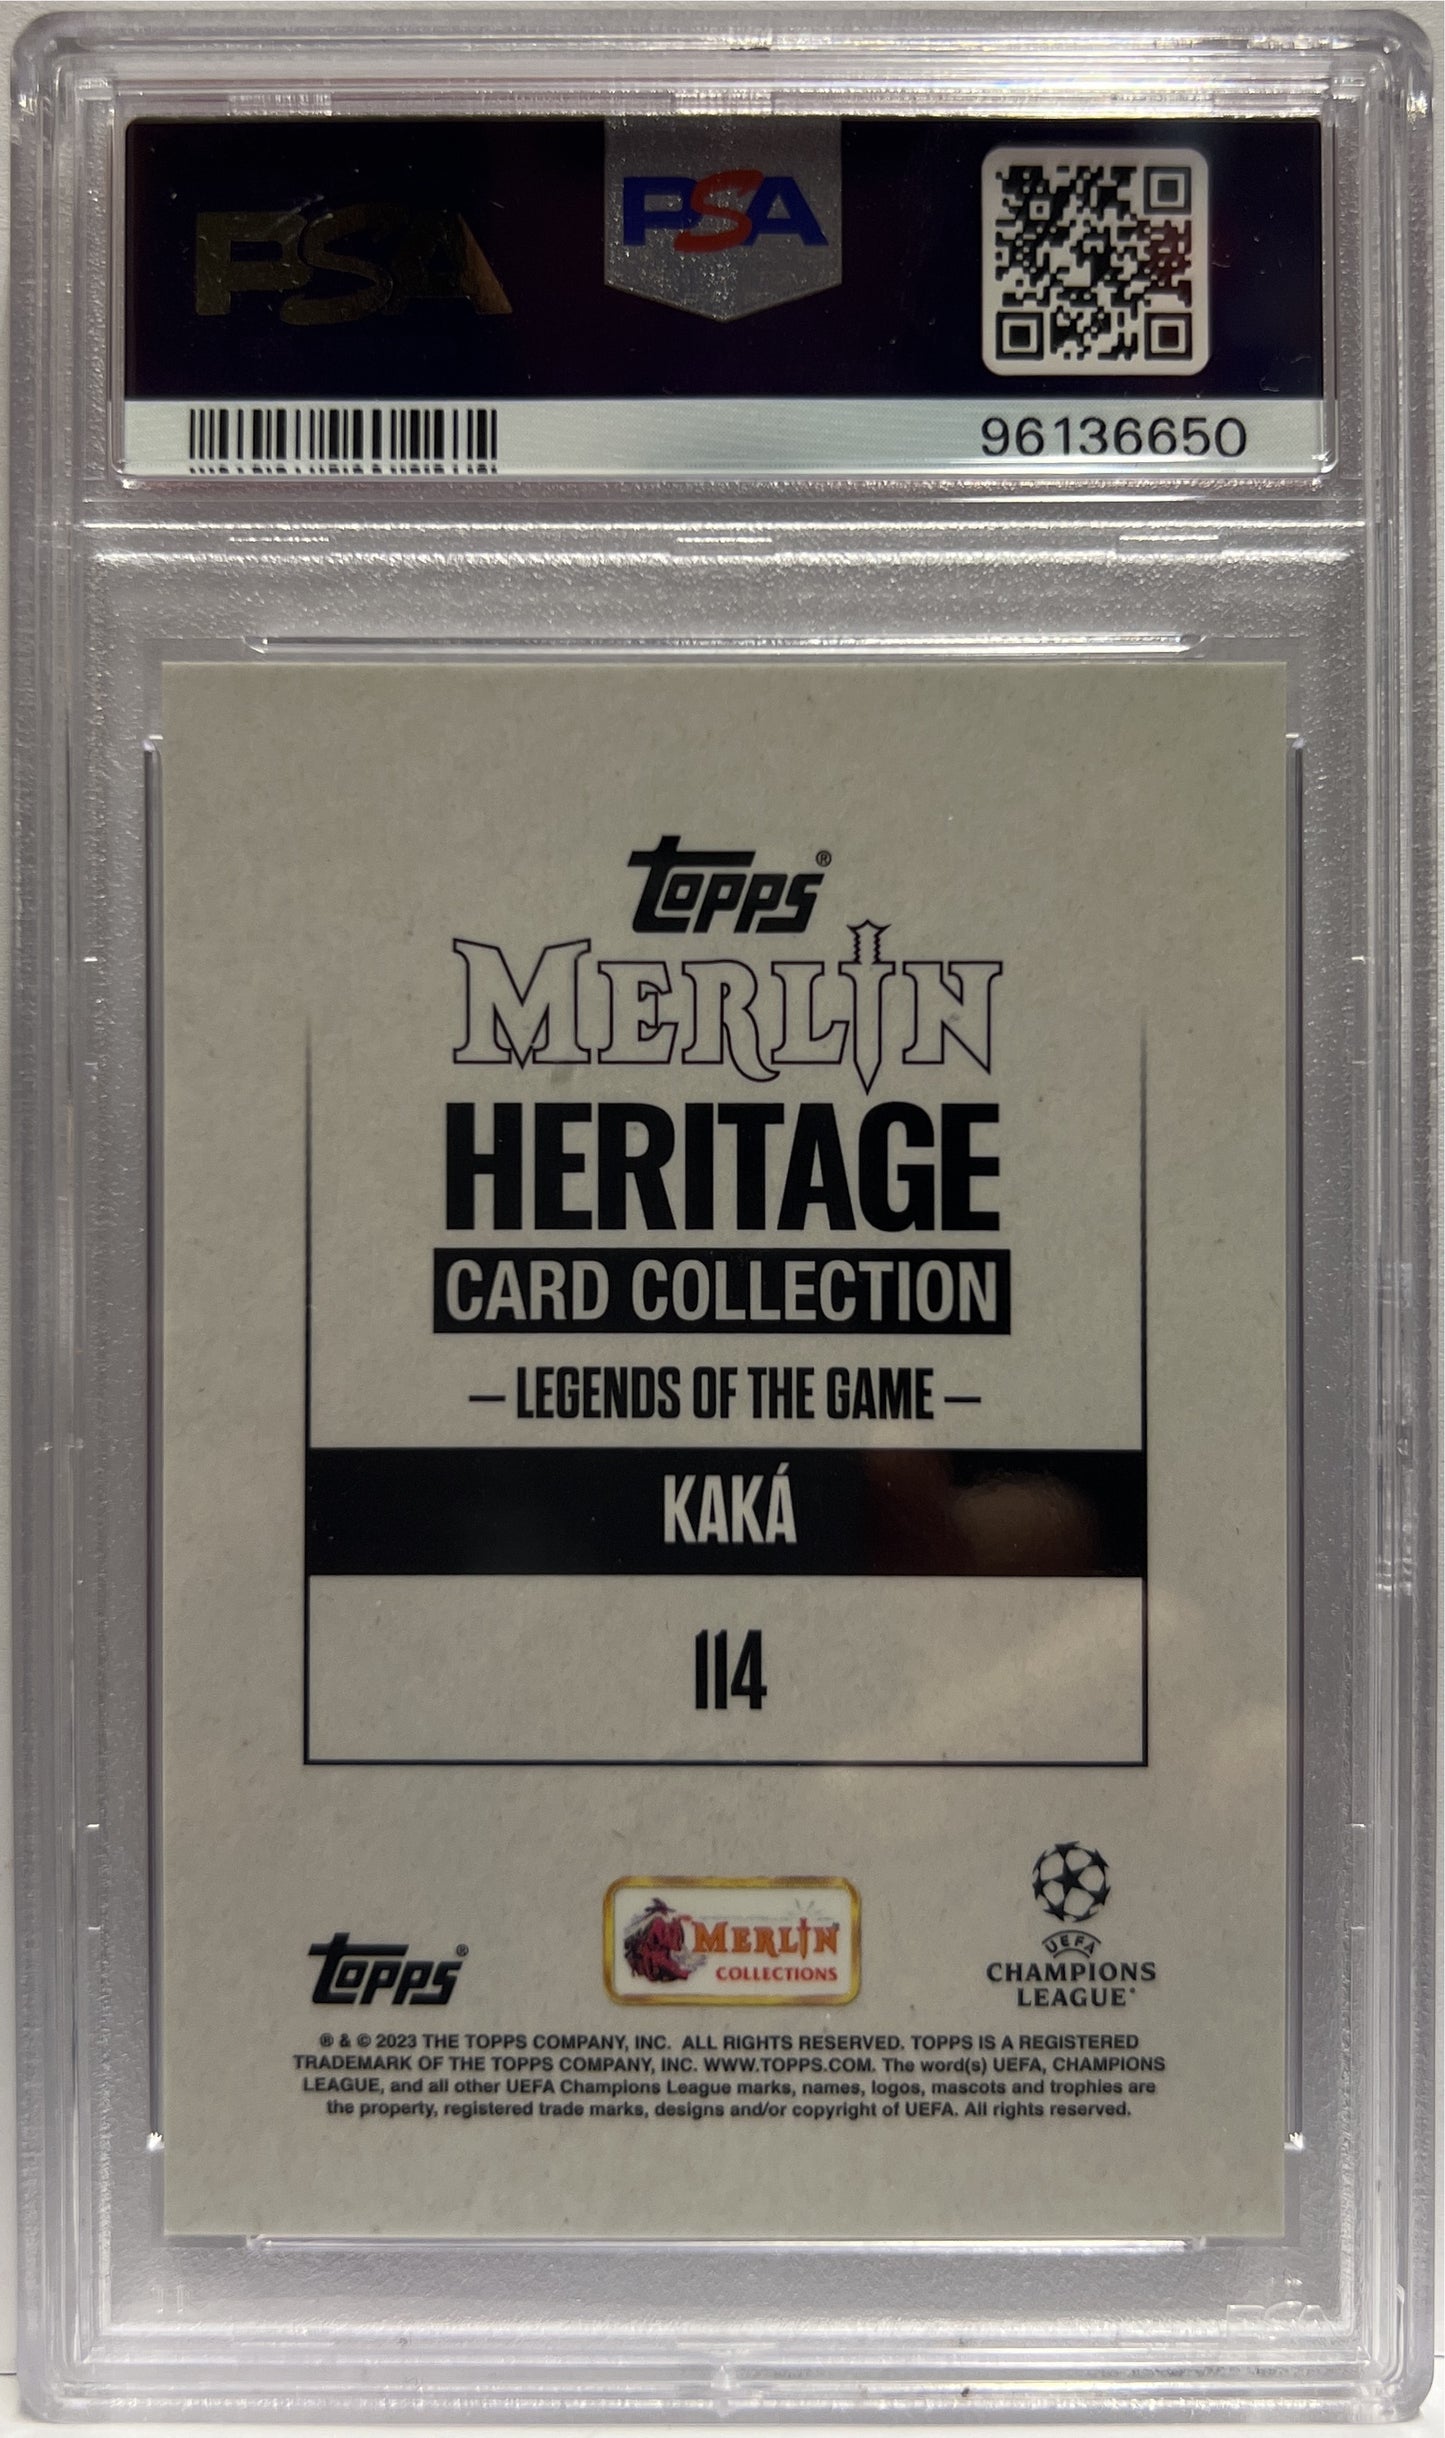 PSA
PSA
96136650
Topps®
MERLIN
HERITAGE
CARD COLLECTION
– LEGENDS OF THE GAME –
KAKÁ
114
Topps®
MERLIN
COLLECTIONS
UEFA
CHAMPIONS
LEAGUE®
® & © 2023 THE TOPPS COMPANY, INC. ALL RIGHTS RESERVED. TOPPS IS A REGISTERED
TRADEMARK OF THE TOPPS COMPANY, INC. WWW.TOPPS.COM. The word(s) UEFA, CHAMPIONS
LEAGUE, and all other UEFA Champions League marks, names, logos, mascots and trophies are
the property, registered trade marks, designs and/or copyright of UEFA. All rights reserved.
PSA